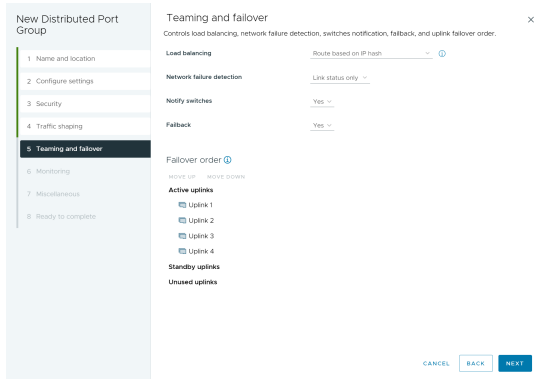 New Distributed Port
Group
1 Name and location
2 Configure settings
3 Security
4 Traffic shaping
5 Teaming and failover
6 Monitoring
7 Miscellaneous
8 Ready to complete
Teaming and failover
Controls load balancing, network failure detection, switches notification, failback, and uplink failover order.
Load balancing Route based on IP hash
Network failure detection Link status only
Notify switches Yes
Failback Yes
Failover order
MOVE UP MOVE DOWN
Active uplinks
Uplink 1
Uplink 2
Uplink 3
Uplink 4
Standby uplinks
Unused uplinks
CANCEL BACK NEXT